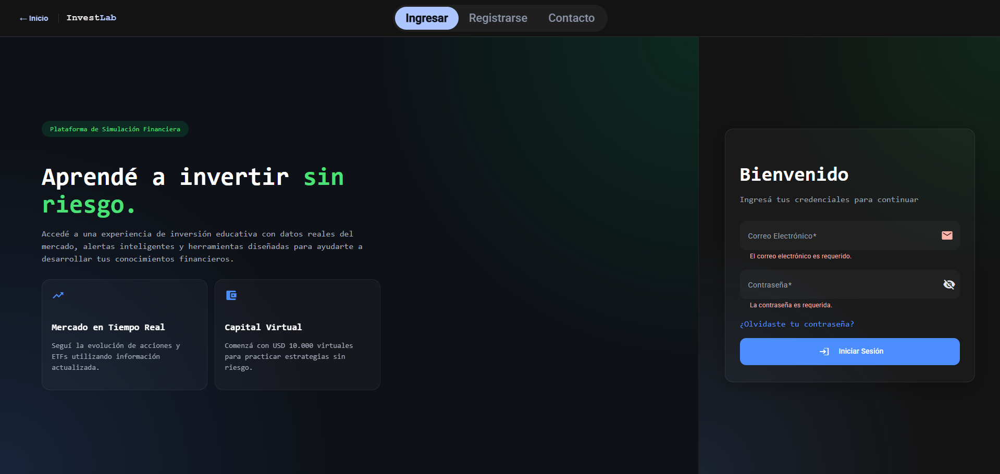 ← Inicio
InvestLab
Ingresar
Registrarse
Contacto
Plataforma de Simulación Financiera
Aprendé a invertir sin
riesgo.
Accedé a una experiencia de inversión educativa con datos reales del
mercado, alertas inteligentes y herramientas diseñadas para ayudarte a
desarrollar tus conocimientos financieros.
Mercado en Tiempo Real
Seguí la evolución de acciones y
ETFs utilizando información
actualizada.
Capital Virtual
Comenzá con USD 10.000 virtuales
para practicar estrategias sin
riesgo.
Bienvenido
Ingresá tus credenciales para continuar
Correo Electrónico*
El correo electrónico es requerido.
Contraseña*
La contraseña es requerida.
¿Olvidaste tu contraseña?
Iniciar Sesión